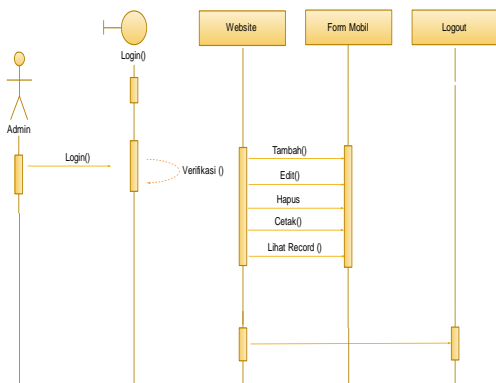 Website
Form Mobil
Logout
Login()
Admin
Login()
Verifikasi ()
Tambah()
Edit()
Hapus
Cetak()
Lihat Record ()